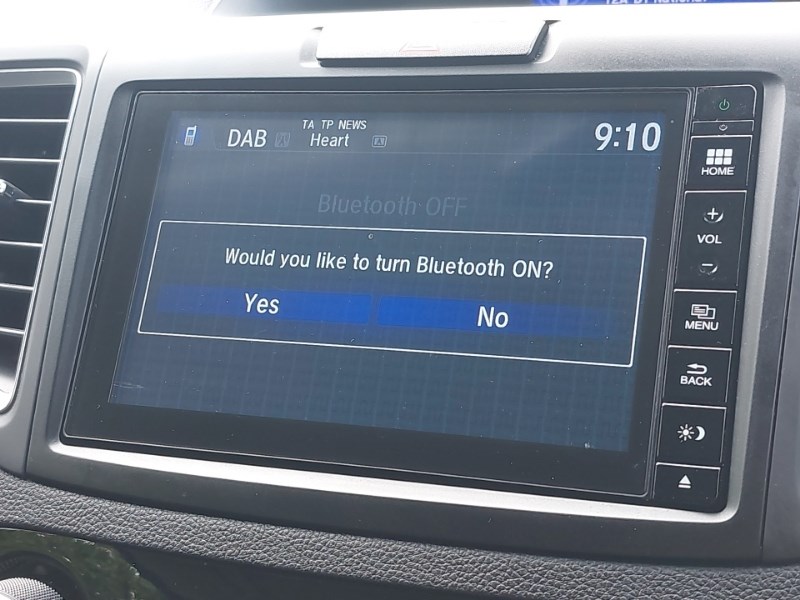 DAB
TA TP NEWS
Heart
9:10
Bluetooth OFF
Would you like to turn Bluetooth ON?
Yes
No
HOME
+
VOL
−
MENU
BACK